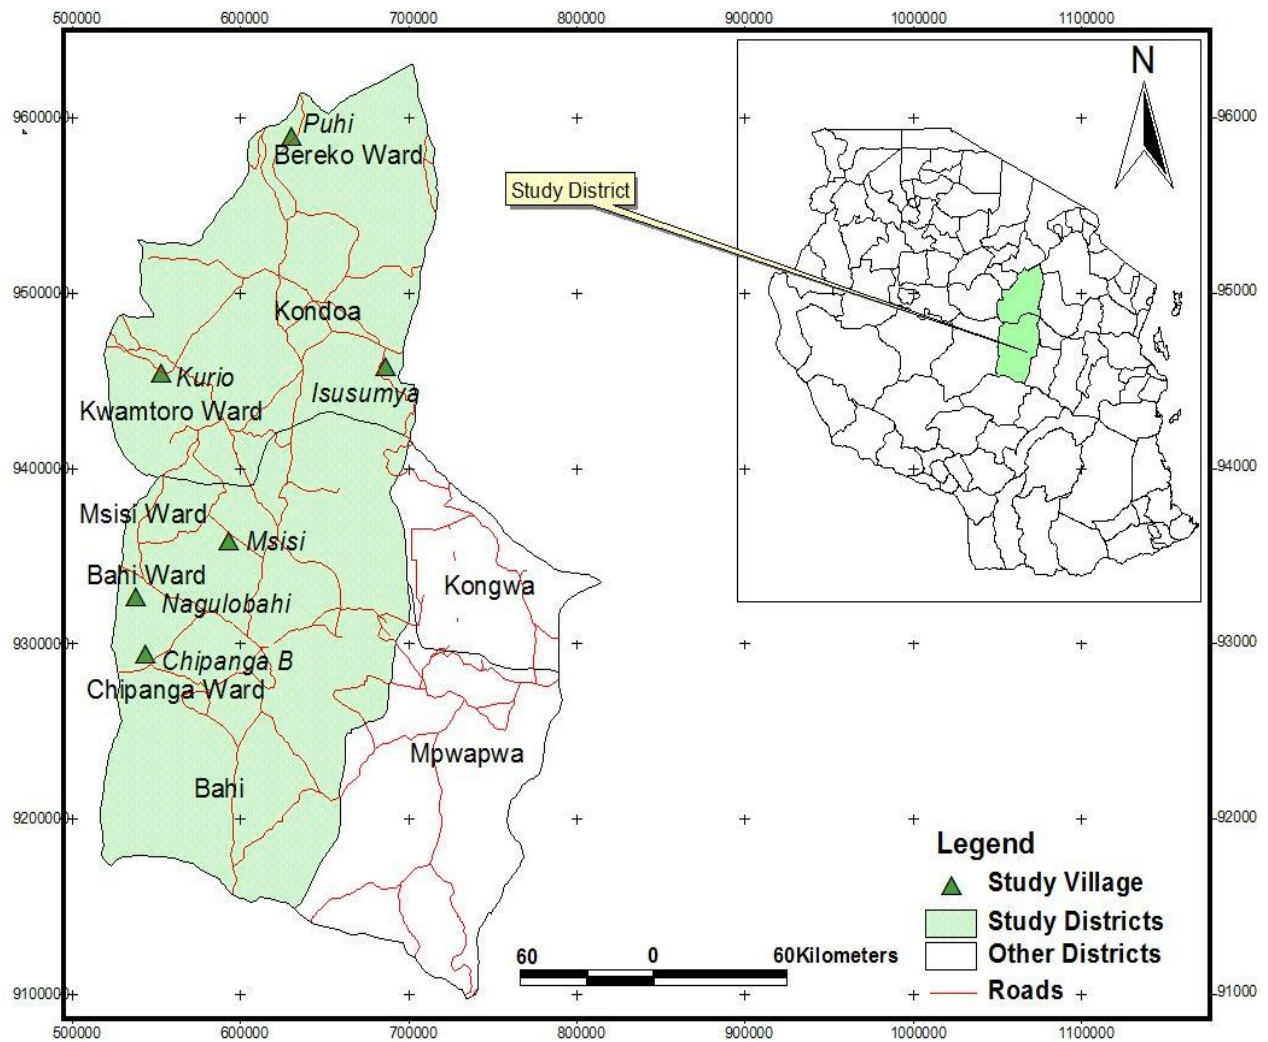 500000 600000 700000 800000 900000 1000000 1100000
N
9600000 96000
Puhi
Bereko Ward
Study District
9500000 95000
Kondoa
Kurio
Isusumya
Kwamtoro Ward
9400000 94000
Msisi Ward
Msisi
Bahi Ward
Kongwa
Nagulobahi
9300000 93000
Chipanga B
Chipanga Ward
Mpwapwa
Bahi
9200000 92000
Legend
Study Village
Study Districts
Other Districts
Roads
60 0 60Kilometers
9100000 91000
500000 600000 700000 800000 900000 1000000 1100000